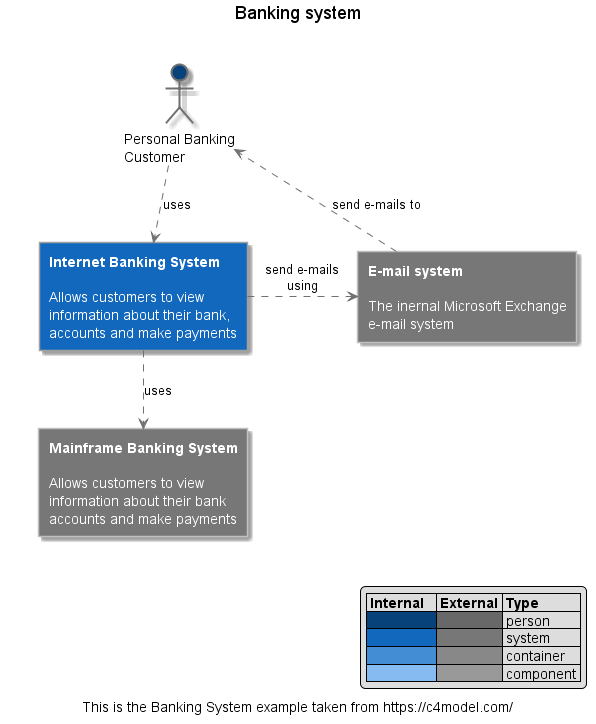 Banking system
Personal Banking
Customer
uses
send e-mails to
Internet Banking System
Allows customers to view
information about their bank,
accounts and make payments
send e-mails
using
E-mail system
The inernal Microsoft Exchange
e-mail system
uses
Mainframe Banking System
Allows customers to view
information about their bank
accounts and make payments
Internal External Type
person
system
container
component
This is the Banking System example taken from https://c4model.com/